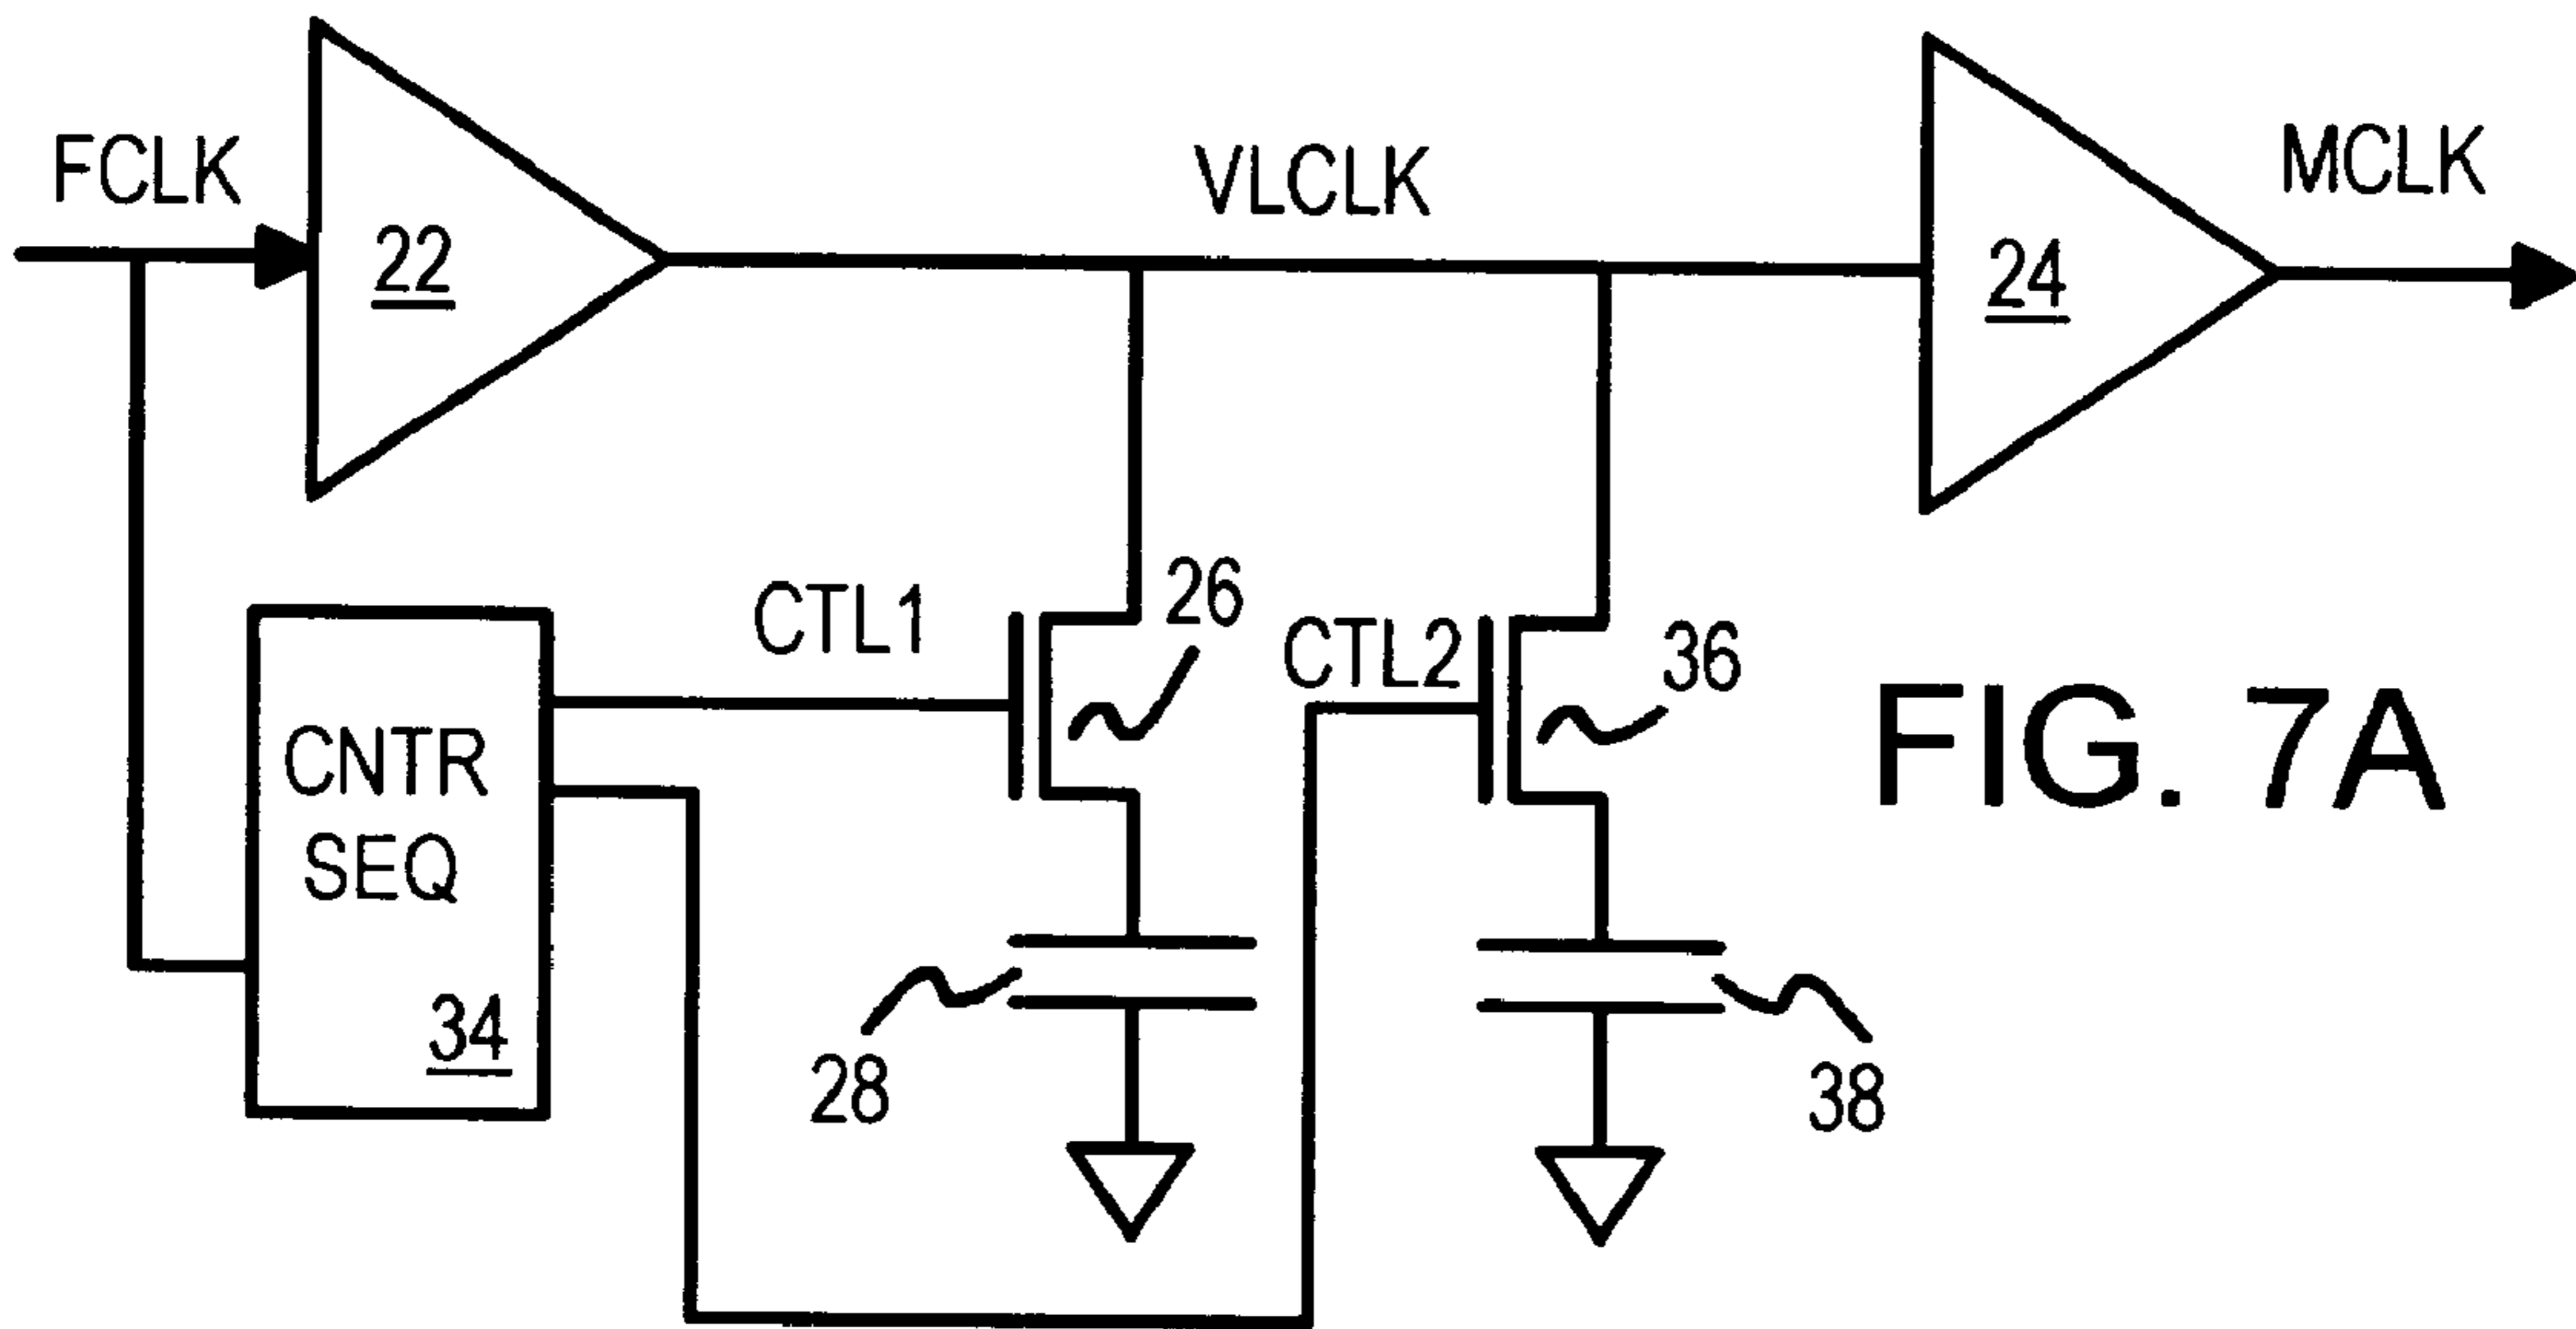 FCLK
22
VLCLK
24
MCLK
CTL1
26
CTL2
36
FIG. 7A
CNTR
SEQ
34
28
38